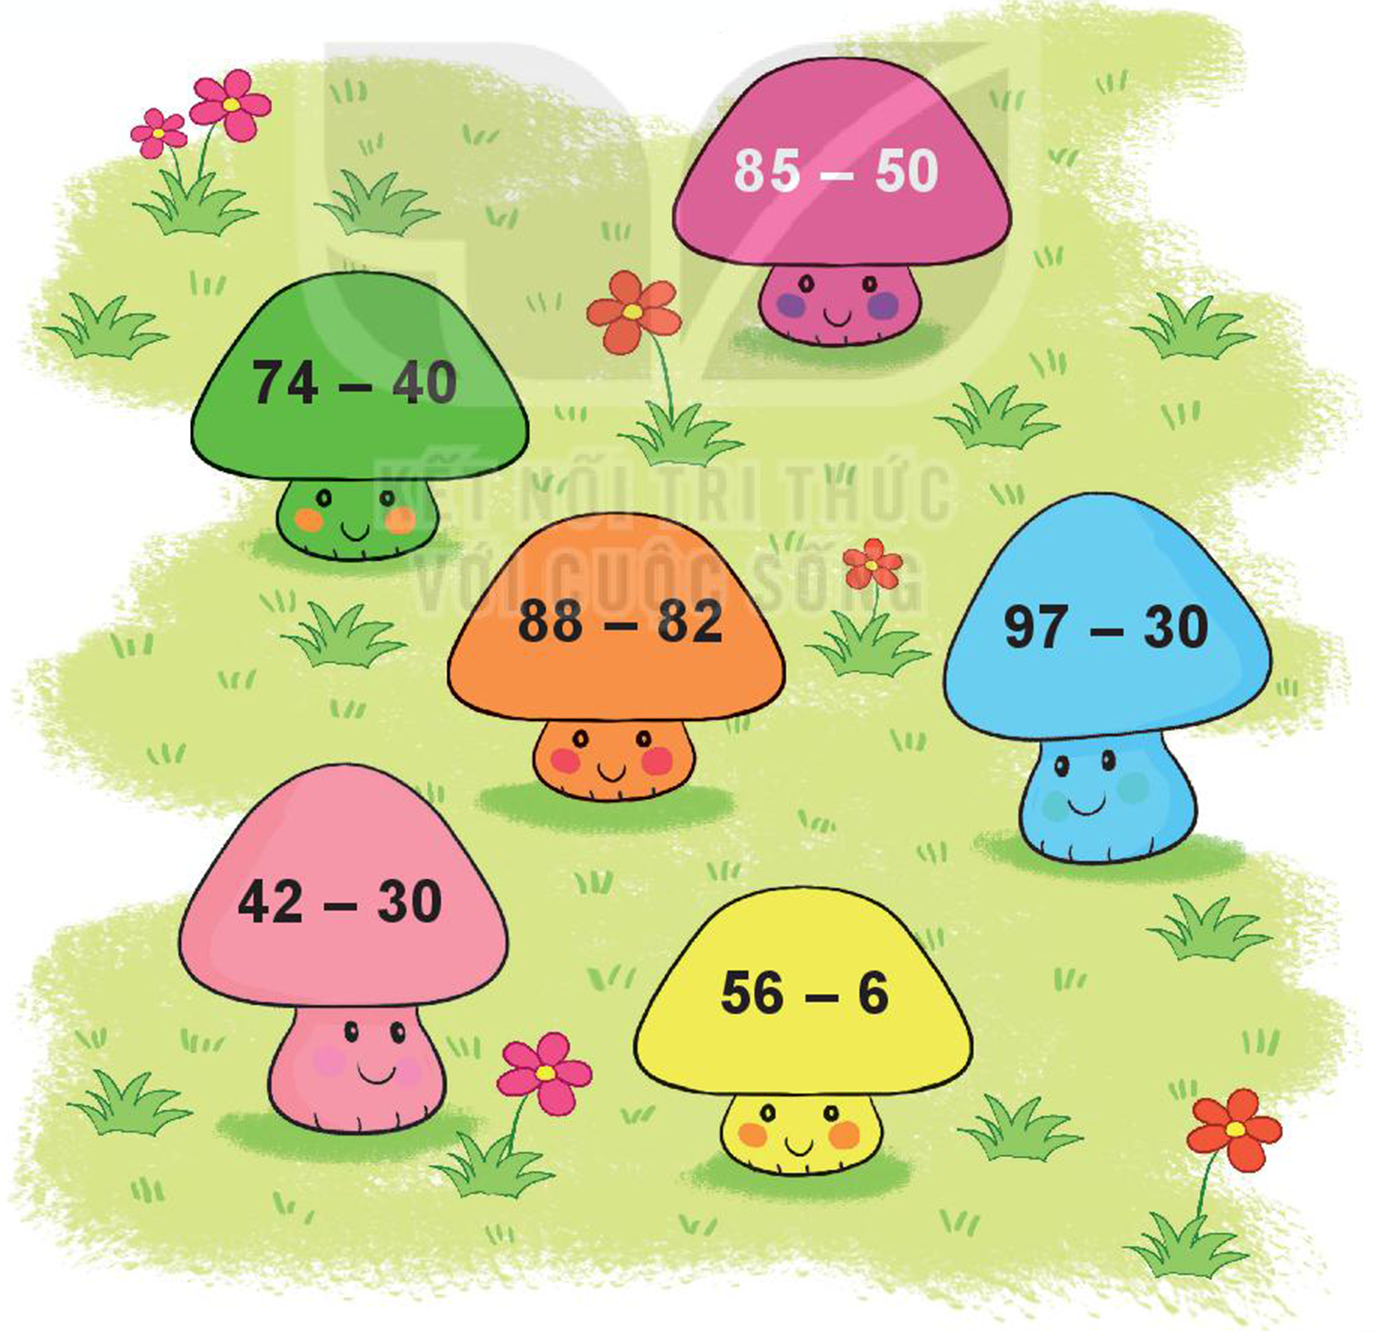 85 – 50
74 – 40
KẾT NỐI TRI THỨC
VỚI CUỘC SỐNG
88 – 82
97 – 30
42 – 30
56 – 6